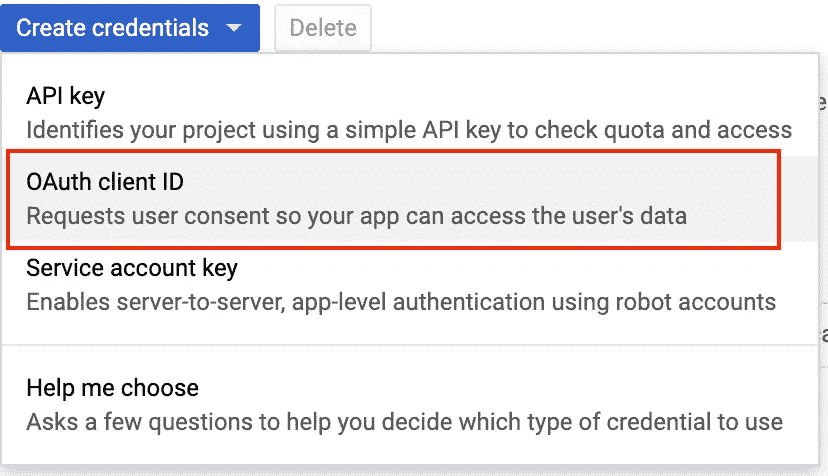 Create credentials Delete
API key
Identifies your project using a simple API key to check quota and access
OAuth client ID
Requests user consent so your app can access the user's data
Service account key
Enables server-to-server, app-level authentication using robot accounts
Help me choose
Asks a few questions to help you decide which type of credential to use